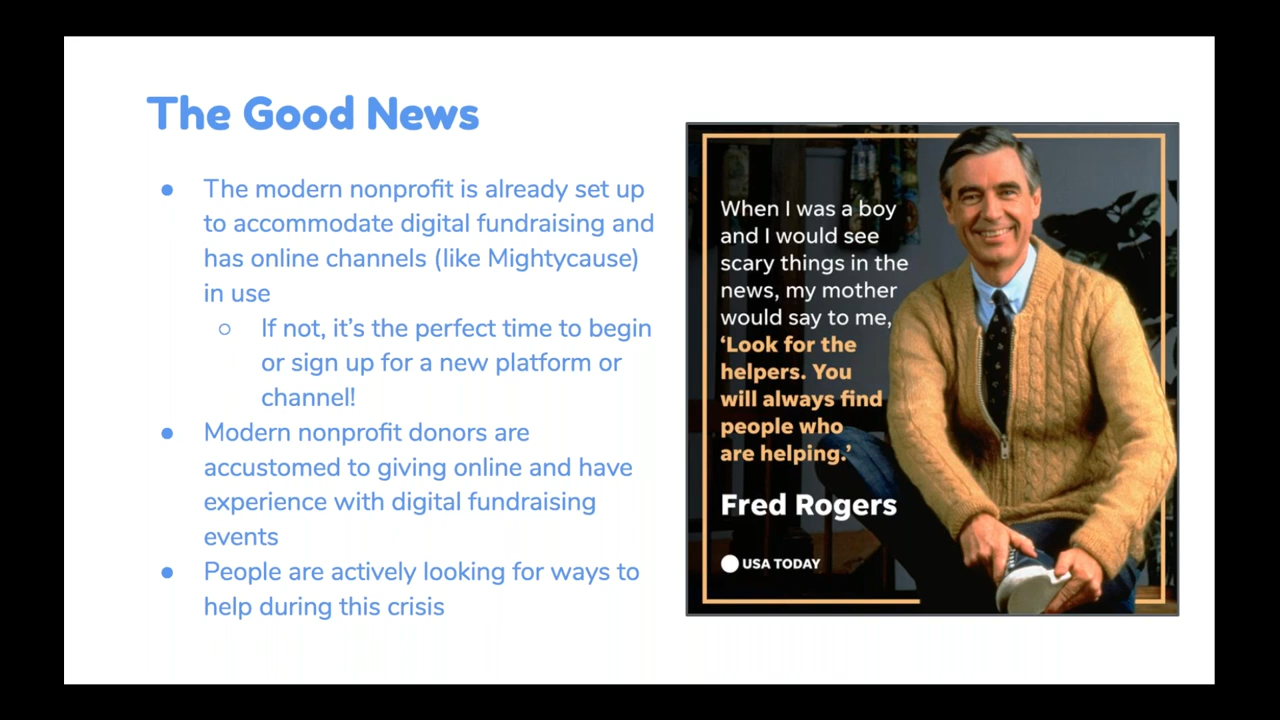 The Good News
● The modern nonprofit is already set up
to accommodate digital fundraising and
has online channels (like Mightycause)
in use
○ If not, it’s the perfect time to begin
or sign up for a new platform or
channel!
● Modern nonprofit donors are
accustomed to giving online and have
experience with digital fundraising
events
● People are actively looking for ways to
help during this crisis
When I was a boy
and I would see
scary things in the
news, my mother
would say to me,
‘Look for the
helpers. You
will always find
people who
are helping.’
Fred Rogers
USA TODAY